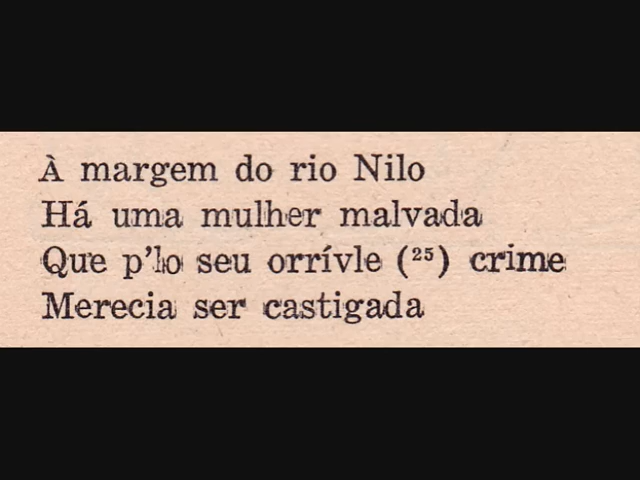 À margem do rio Nilo
Há uma mulher malvada
Que p'lo seu orrívle (²⁵) crime
Merecia ser castigada